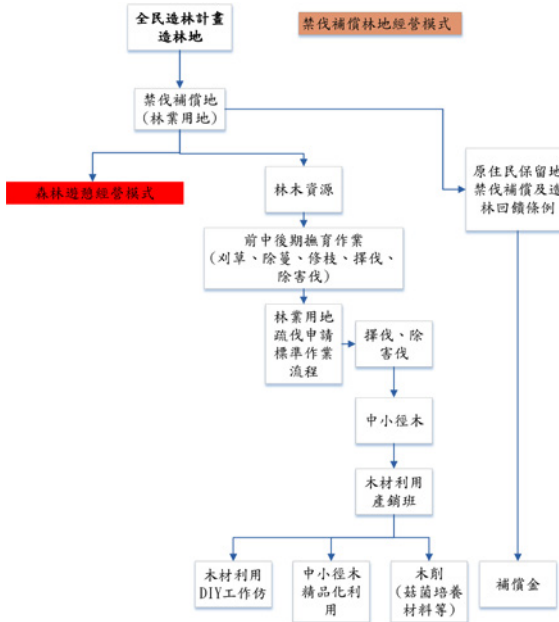 全民造林計畫
造林地
禁伐補償林地經營模式
禁伐補償地
(林業用地)
森林遊憩經營模式
林木資源
原住民保留地
禁伐補償及造
林回饋條例
前中後期撫育作業
(刈草、除蔓、修枝、擇伐、
除害伐)
林業用地
疏伐申請
標準作業
流程
擇伐、除
害伐
中小徑木
木材利用
產銷班
木材利用
DIY工作仿
中小徑木
精品化利
用
木削
(菇菌培養
材料等)
補償金